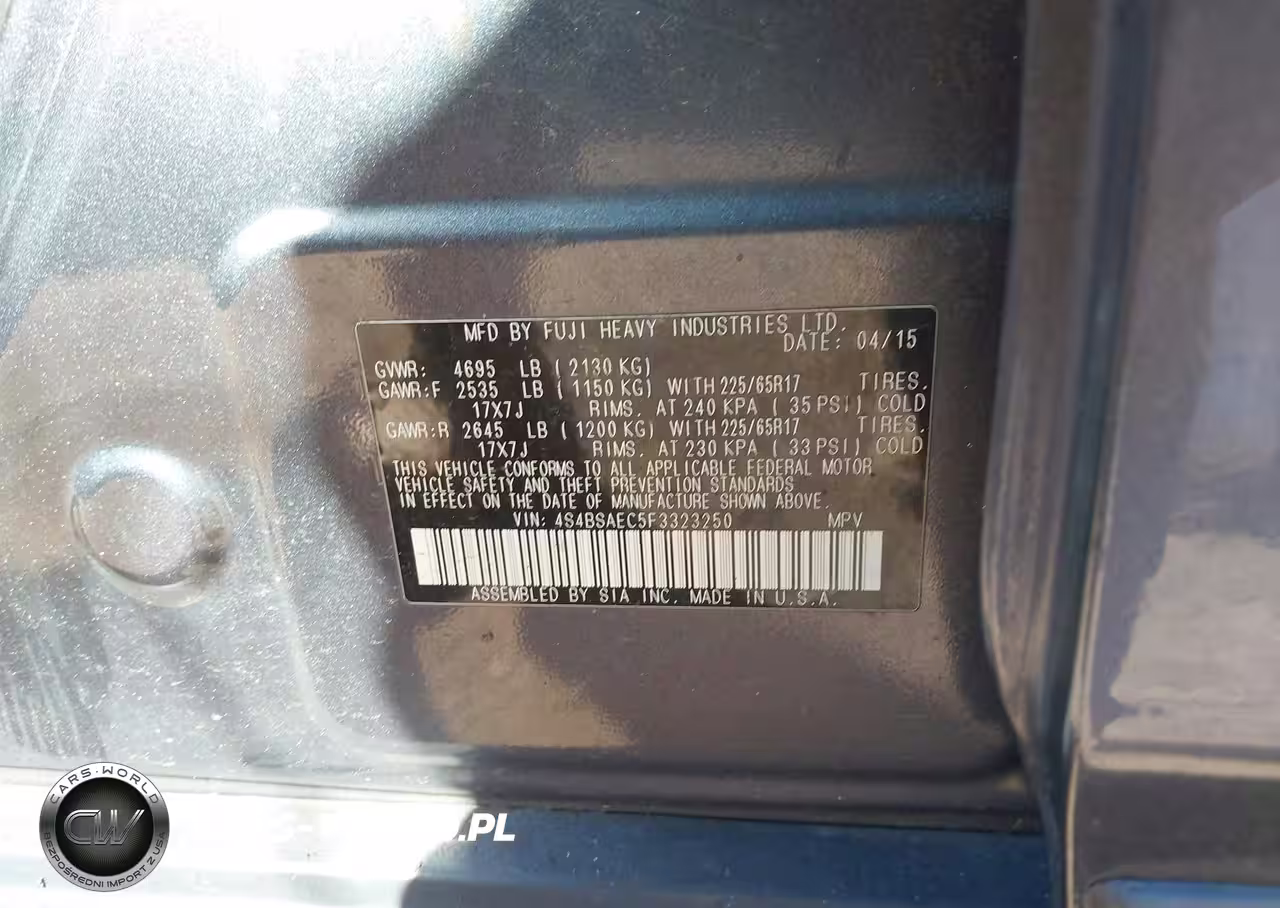 MFD BY FUJI HEAVY INDUSTRIES LTD.
DATE: 04/15
GVWR: 4695 LB ( 2130 KG)
GAWR:F 2535 LB ( 1150 KG) WITH 225/65R17 TIRES.
17X7J RIMS. AT 240 KPA ( 35 PSI) COLD
GAWR:R 2645 LB ( 1200 KG) WITH 225/65R17 TIRES.
17X7J RIMS. AT 230 KPA ( 33 PSI) COLD
THIS VEHICLE CONFORMS TO ALL APPLICABLE FEDERAL MOTOR
VEHICLE SAFETY AND THEFT PREVENTION STANDARDS
IN EFFECT ON THE DATE OF MANUFACTURE SHOWN ABOVE.
VIN: 4S4BSAEC5F3323250 MPV
ASSEMBLED BY SIA INC. MADE IN U.S.A.
CARS·WORLD
CW
BEZPOŚREDNI IMPORT Z USA
.PL